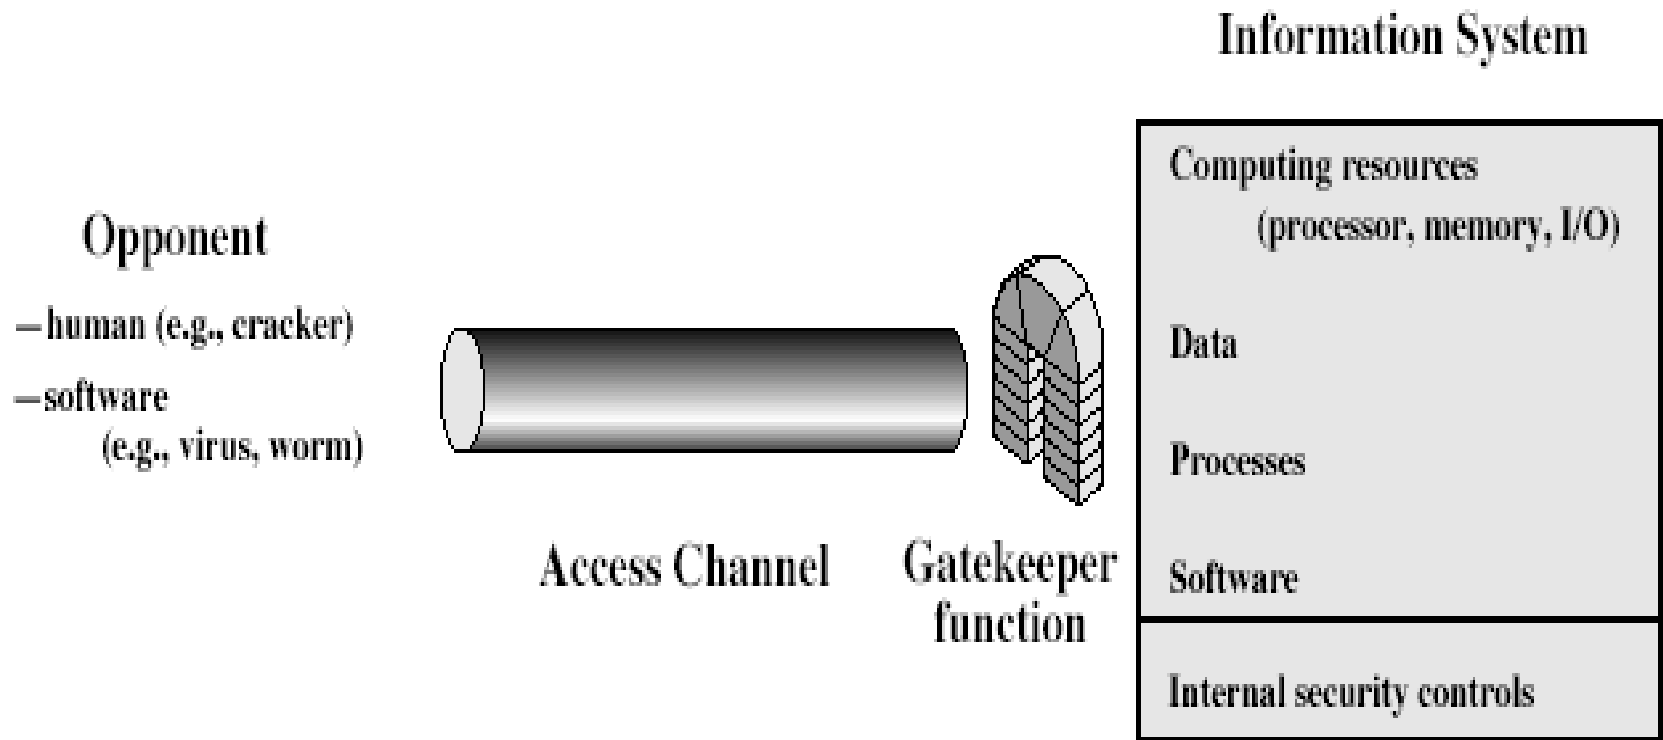 Information System
Opponent
—human (e.g., cracker)
—software
(e.g., virus, worm)
Access Channel
Gatekeeper
function
Computing resources
(processor, memory, I/O)
Data
Processes
Software
Internal security controls